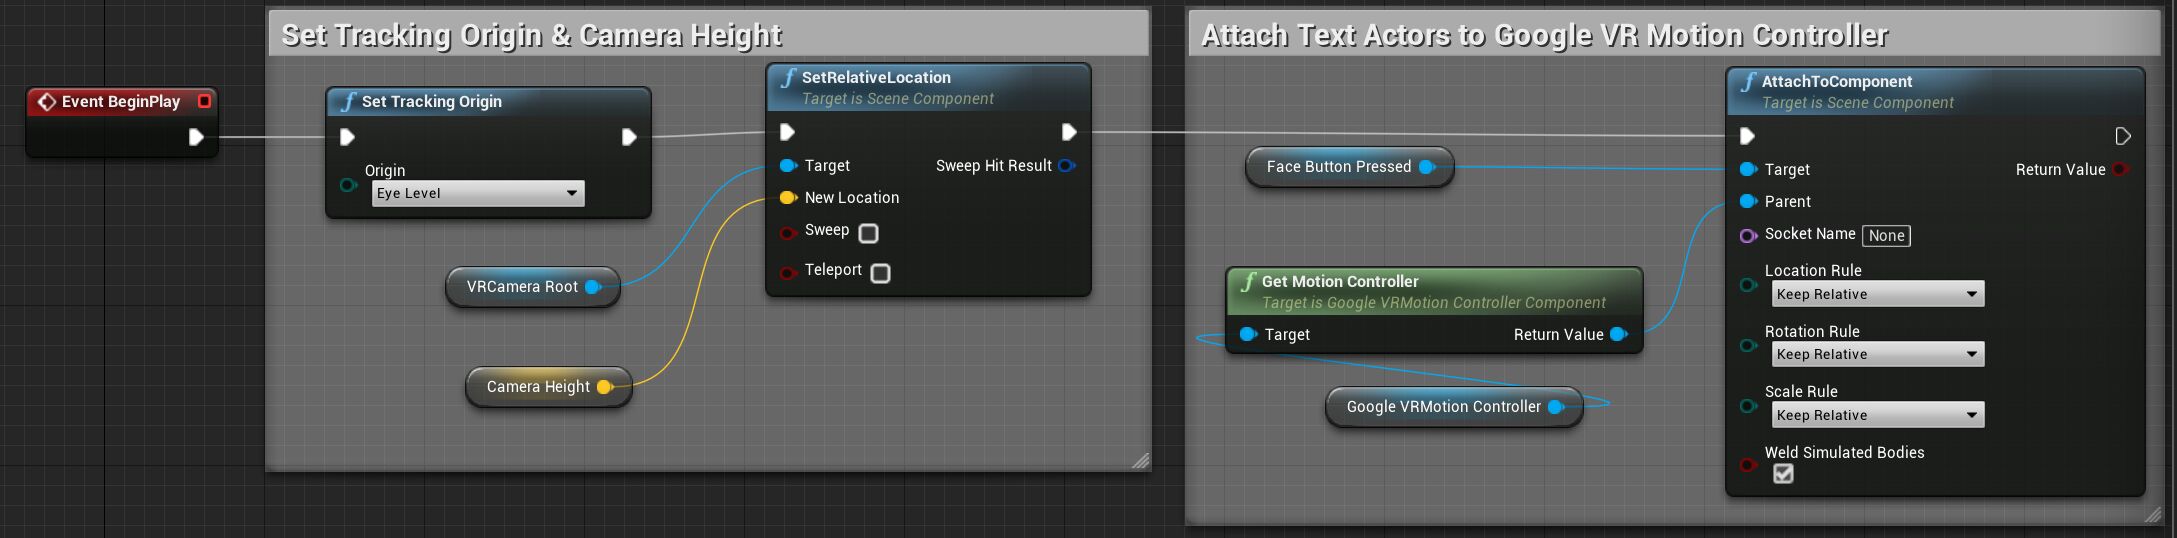 Set Tracking Origin & Camera Height
Attach Text Actors to Google VR Motion Controller
Event BeginPlay
f Set Tracking Origin
Origin
Eye Level
f SetRelativeLocation
Target is Scene Component
Target
Sweep Hit Result
New Location
Sweep
Teleport
VRCamera Root
Camera Height
Face Button Pressed
f Get Motion Controller
Target is Google VRMotion Controller Component
Target
Return Value
Google VRMotion Controller
f AttachToComponent
Target is Scene Component
Target
Return Value
Parent
Socket Name None
Location Rule
Keep Relative
Rotation Rule
Keep Relative
Scale Rule
Keep Relative
Weld Simulated Bodies